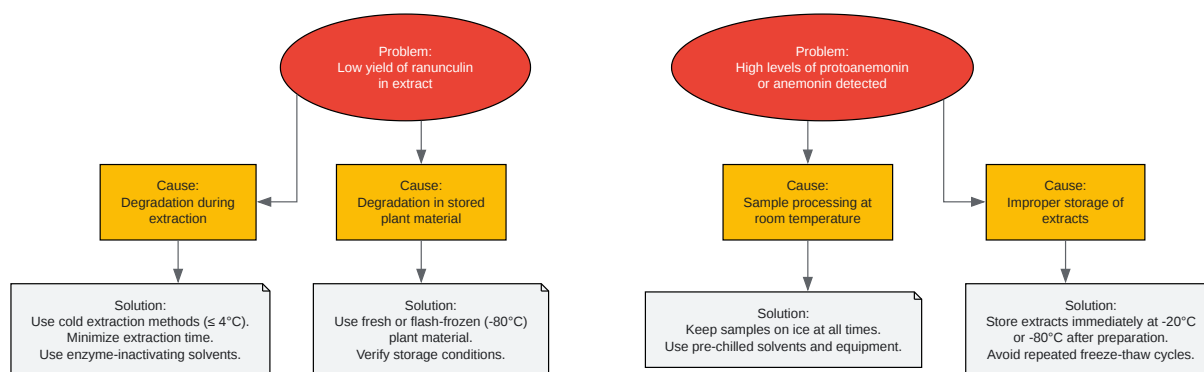 Problem:
Low yield of ranunculin
in extract
Problem:
High levels of protoanemonin
or anemonin detected
Cause:
Degradation during
extraction
Cause:
Degradation in stored
plant material
Cause:
Sample processing at
room temperature
Cause:
Improper storage of
extracts
Solution:
Use cold extraction methods (≤ 4°C).
Minimize extraction time.
Use enzyme-inactivating solvents.
Solution:
Use fresh or flash-frozen (-80°C)
plant material.
Verify storage conditions.
Solution:
Keep samples on ice at all times.
Use pre-chilled solvents and equipment.
Solution:
Store extracts immediately at -20°C
or -80°C after preparation.
Avoid repeated freeze-thaw cycles.